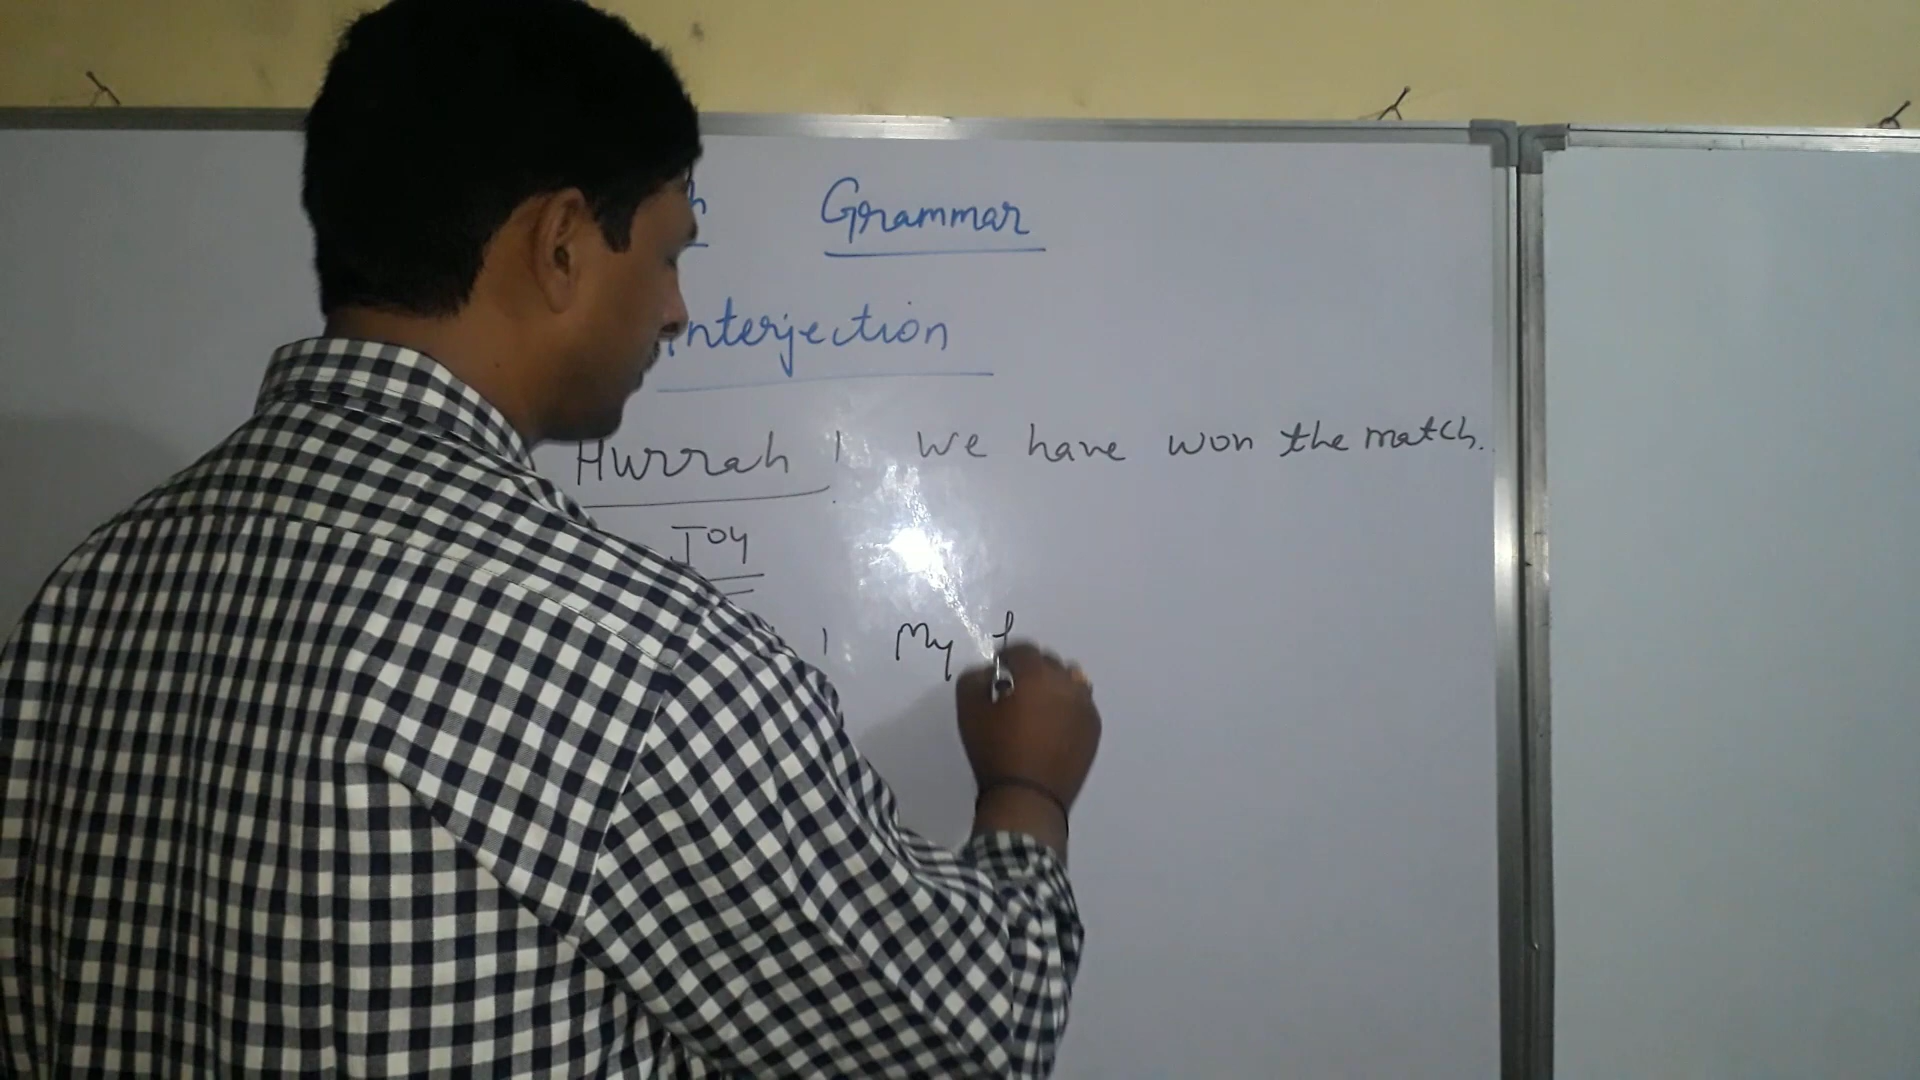 Grammar
Interjection
Hurrah ! We have won the match.
Joy
! My